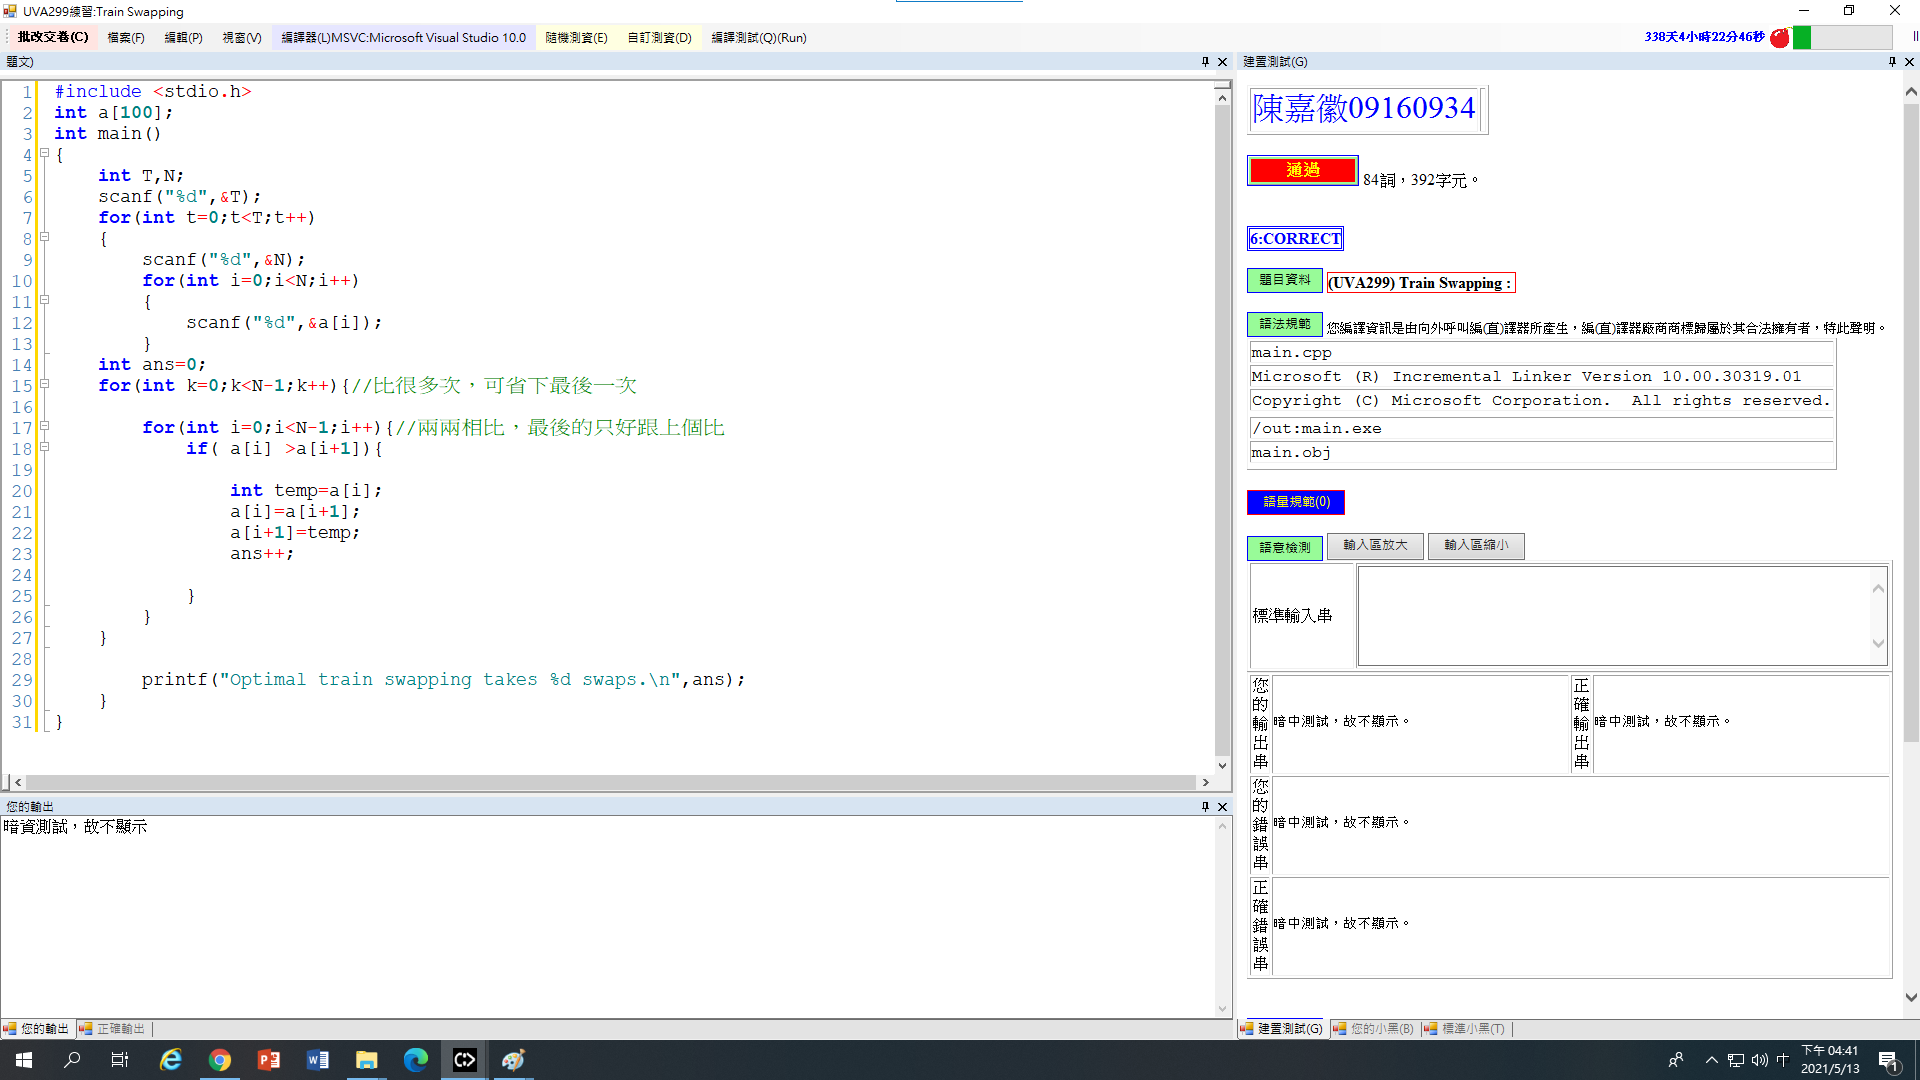 UVA299練習:Train Swapping
批改交卷(C) 檔案(F) 編輯(P) 視窗(V) 編譯器(L)MSVC:Microsoft Visual Studio 10.0 隨機測資(E) 自訂測資(D) 編譯測試(Q)(Run) 338天4小時22分46秒
題文)
1 #include <stdio.h>
2 int a[100];
3 int main()
4 {
5 int T,N;
6 scanf("%d",&T);
7 for(int t=0;t<T;t++)
8 {
9 scanf("%d",&N);
10 for(int i=0;i<N;i++)
11 {
12 scanf("%d",&a[i]);
13 }
14 int ans=0;
15 for(int k=0;k<N-1;k++){//比很多次，可省下最後一次
16
17 for(int i=0;i<N-1;i++){//兩兩相比，最後的只好跟上個比
18 if( a[i] >a[i+1]){
19
20 int temp=a[i];
21 a[i]=a[i+1];
22 a[i+1]=temp;
23 ans++;
24
25 }
26 }
27 }
28
29 printf("Optimal train swapping takes %d swaps.\n",ans);
30 }
31 }
您的輸出
暗資測試，故不顯示
您的輸出 正確輸出
建置測試(G)
陳嘉徽09160934
通過 84詞，392字元。
6:CORRECT
題目資料 (UVA299) Train Swapping :
語法規範 您編譯資訊是由向外呼叫編(直)譯器所產生，編(直)譯器廠商商標歸屬於其合法擁有者，特此聲明。
main.cpp
Microsoft (R) Incremental Linker Version 10.00.30319.01
Copyright (C) Microsoft Corporation.  All rights reserved.
/out:main.exe
main.obj
語量規範(0)
語意檢測 輸入區放大 輸入區縮小
標準輸入串
您的輸出串 暗中測試，故不顯示。 正確輸出串 暗中測試，故不顯示。
您的錯誤串 暗中測試，故不顯示。
正確錯誤串 暗中測試，故不顯示。
建置測試(G) 您的小黑(B) 標準小黑(T)
中 下午 04:41
2021/5/13 1